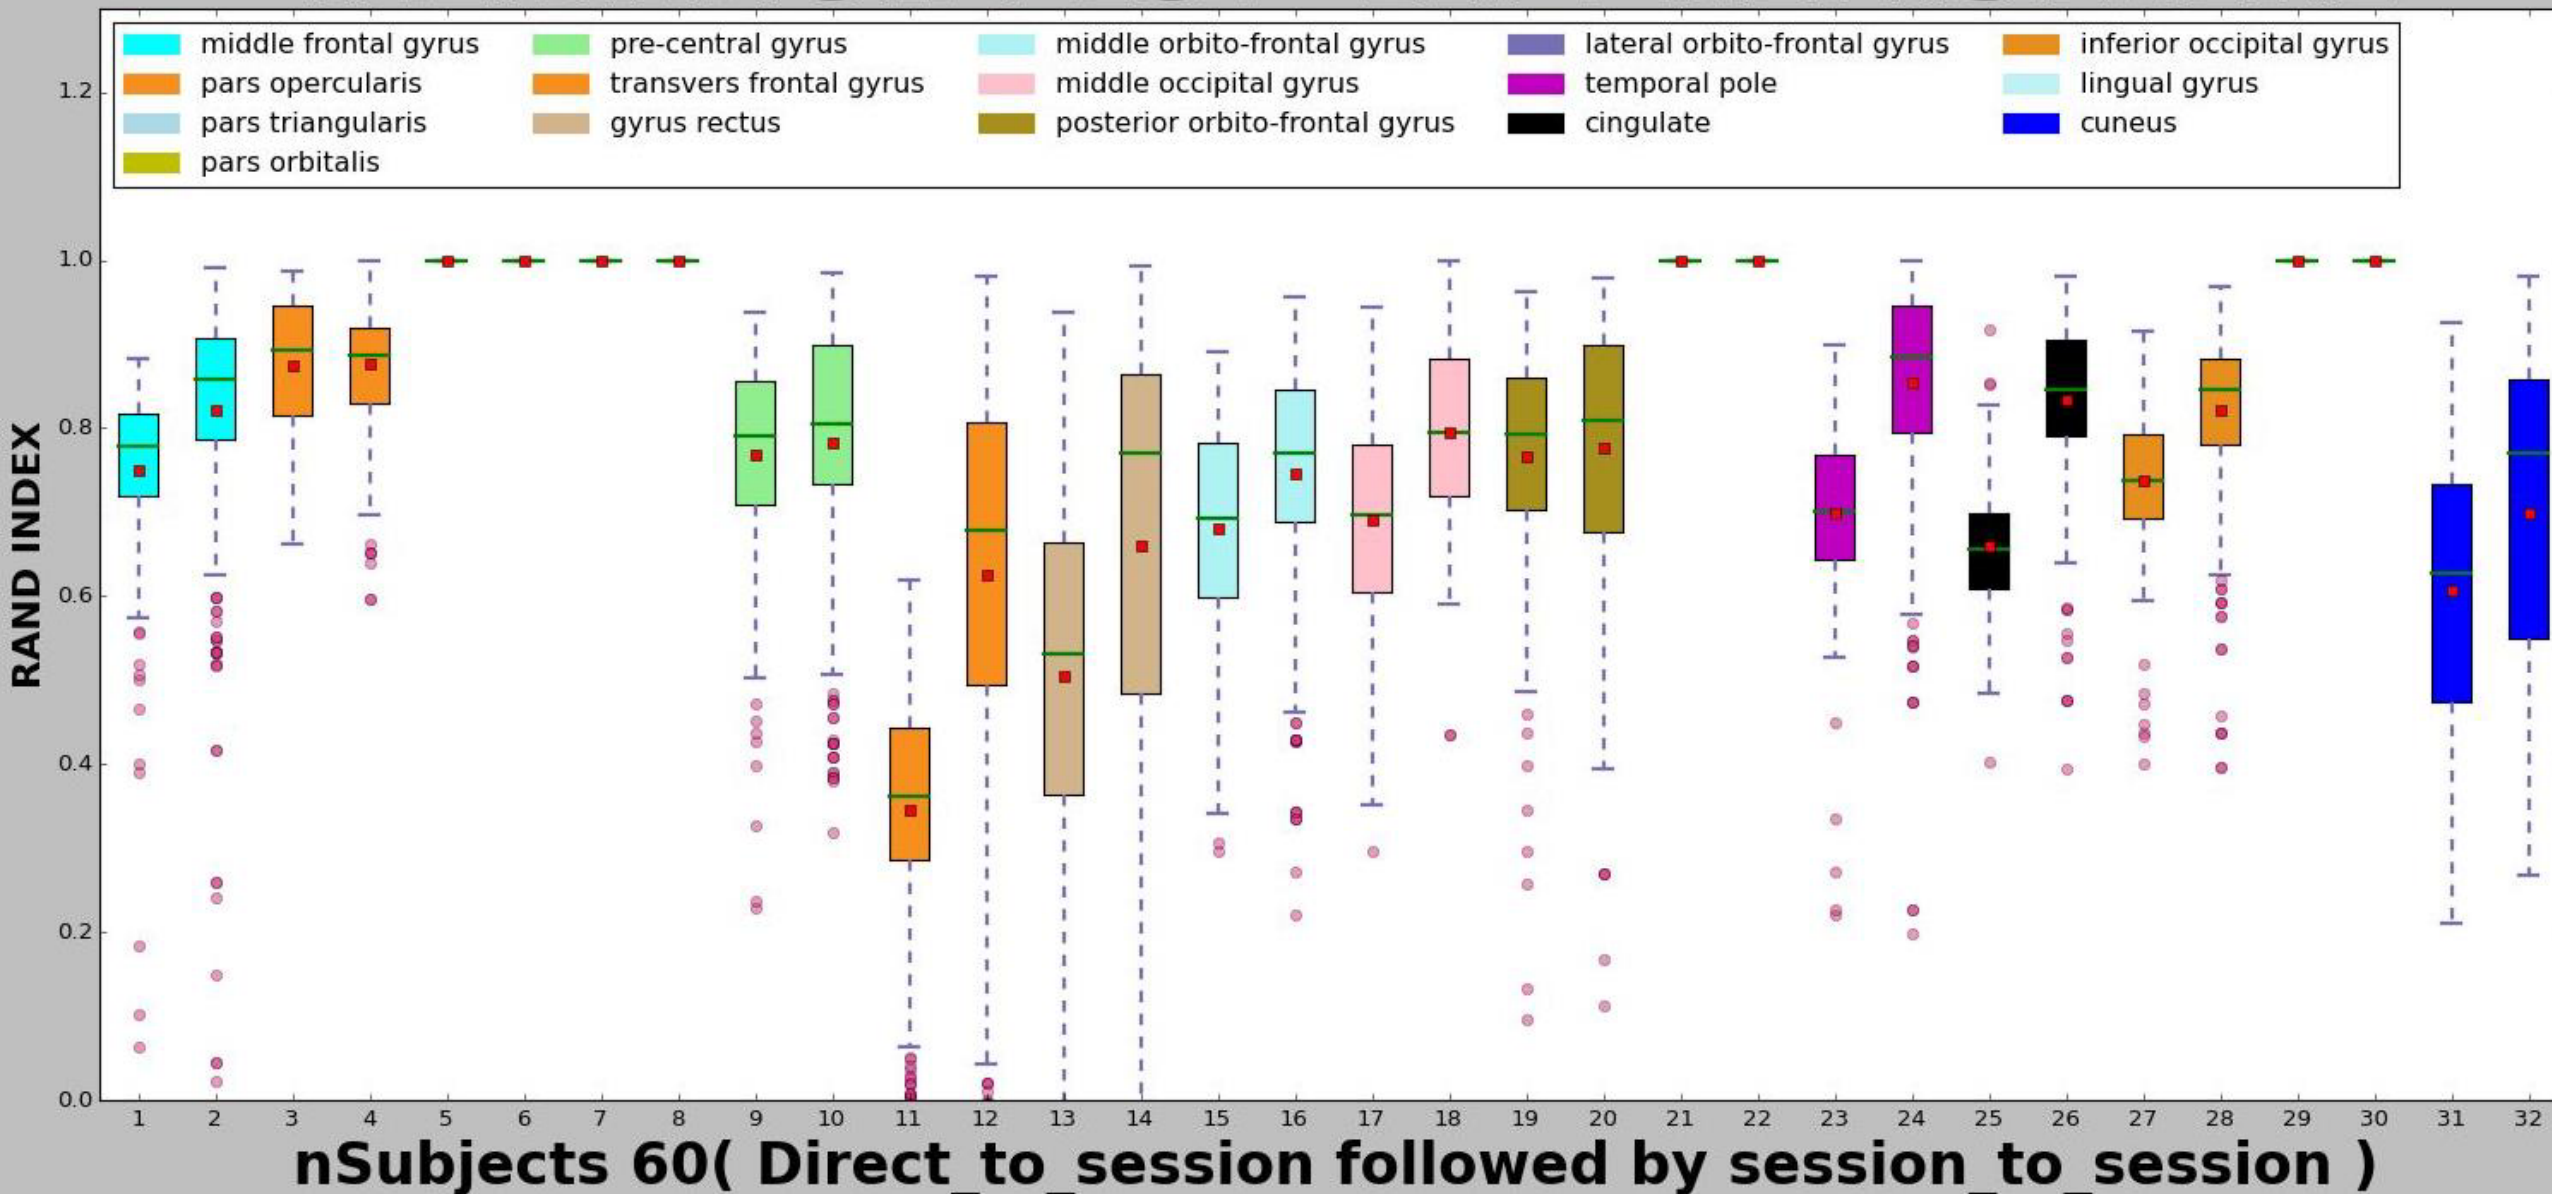 middle frontal gyrus pre-central gyrus middle orbito-frontal gyrus lateral orbito-frontal gyrus inferior occipital gyrus
pars opercularis transvers frontal gyrus middle occipital gyrus temporal pole lingual gyrus
pars triangularis gyrus rectus posterior orbito-frontal gyrus cingulate cuneus
pars orbitalis
1.2
1.0
0.8
0.6
0.4
0.2
0.0
RAND INDEX
1 2 3 4 5 6 7 8 9 10 11 12 13 14 15 16 17 18 19 20 21 22 23 24 25 26 27 28 29 30 31 32
nSubjects 60( Direct_to_session followed by session_to_session )